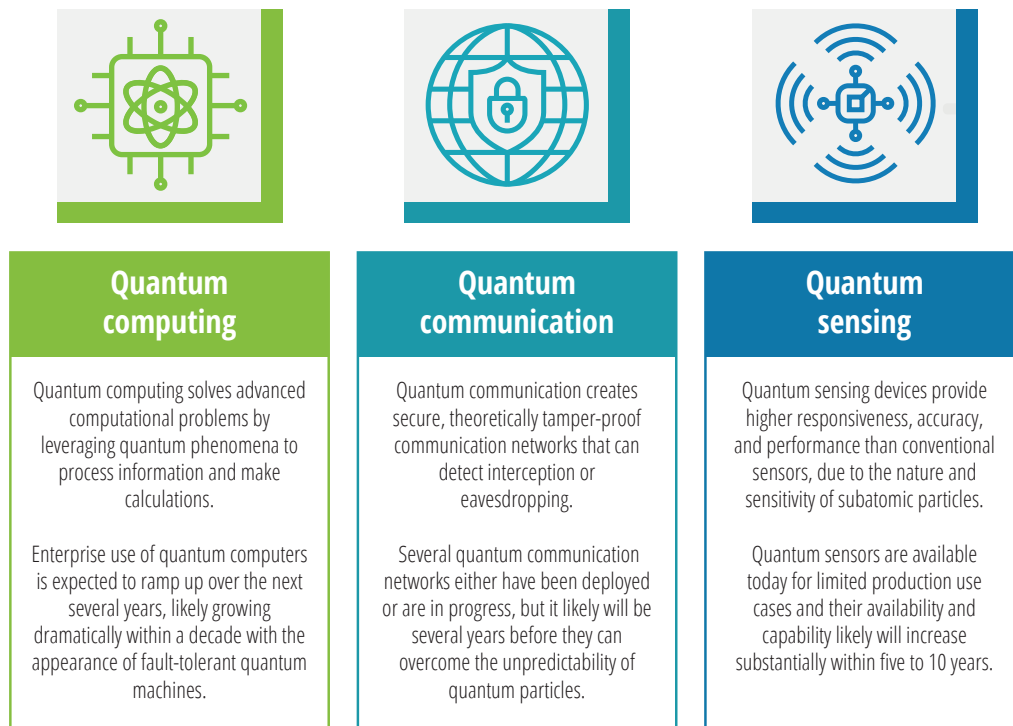 Quantum
computing
Quantum computing solves advanced
computational problems by
leveraging quantum phenomena to
process information and make
calculations.
Enterprise use of quantum computers
is expected to ramp up over the next
several years, likely growing
dramatically within a decade with the
appearance of fault-tolerant quantum
machines.
Quantum
communication
Quantum communication creates
secure, theoretically tamper-proof
communication networks that can
detect interception or
eavesdropping.
Several quantum communication
networks either have been deployed
or are in progress, but it likely will be
several years before they can
overcome the unpredictability of
quantum particles.
Quantum
sensing
Quantum sensing devices provide
higher responsiveness, accuracy,
and performance than conventional
sensors, due to the nature and
sensitivity of subatomic particles.
Quantum sensors are available
today for limited production use
cases and their availability and
capability likely will increase
substantially within five to 10 years.